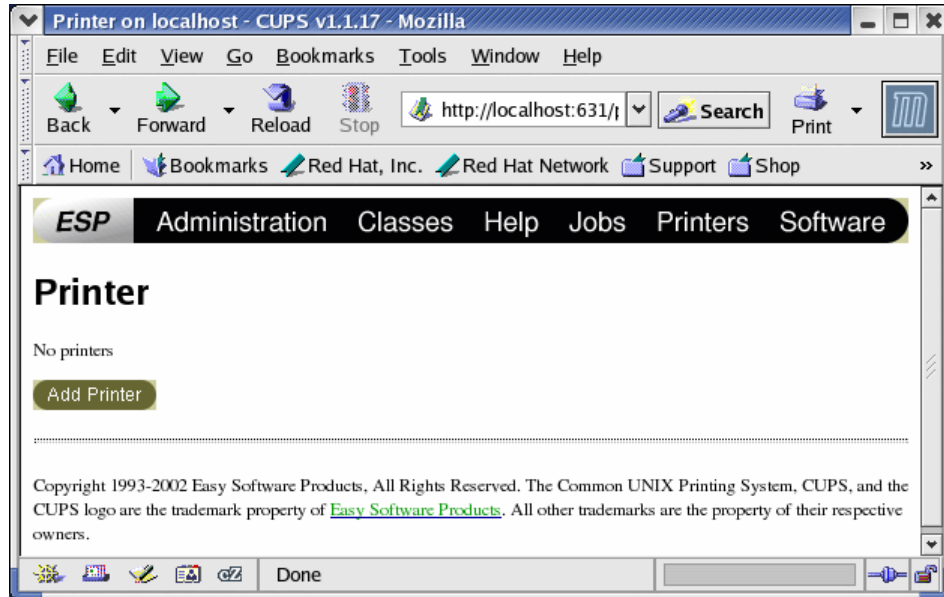 Printer on localhost - CUPS v1.1.17 - Mozilla
File Edit View Go Bookmarks Tools Window Help
Back Forward Reload Stop http://localhost:631/p Search Print
Home Bookmarks Red Hat, Inc. Red Hat Network Support Shop »
ESP Administration Classes Help Jobs Printers Software
Printer
No printers
Add Printer
Copyright 1993-2002 Easy Software Products, All Rights Reserved. The Common UNIX Printing System, CUPS, and the
CUPS logo are the trademark property of Easy Software Products. All other trademarks are the property of their respective
owners.
Done